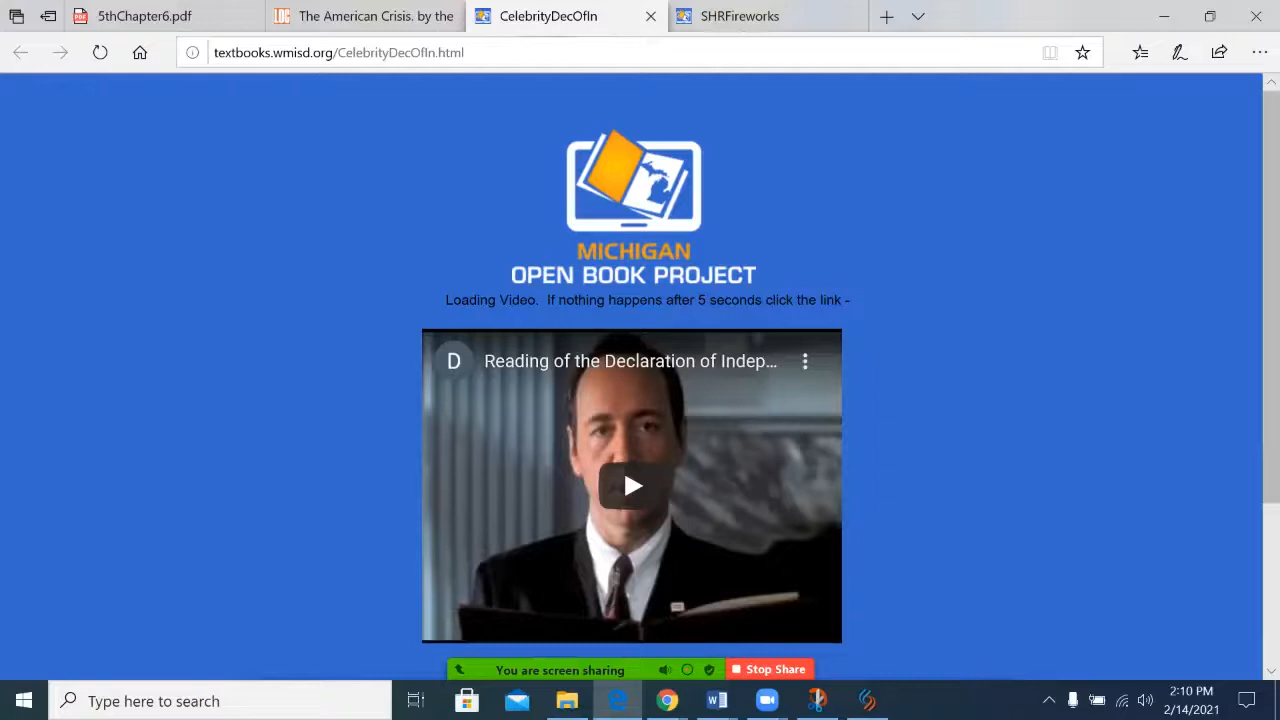 5thChapter6.pdf
The American Crisis, by the
CelebrityDecOfIn
SHRFireworks
textbooks.wmisd.org/CelebrityDecOfIn.html
MICHIGAN
OPEN BOOK PROJECT
Loading Video. If nothing happens after 5 seconds click the link -
D
Reading of the Declaration of Indep...
You are screen sharing
Stop Share
Type here to search
2:10 PM
2/14/2021